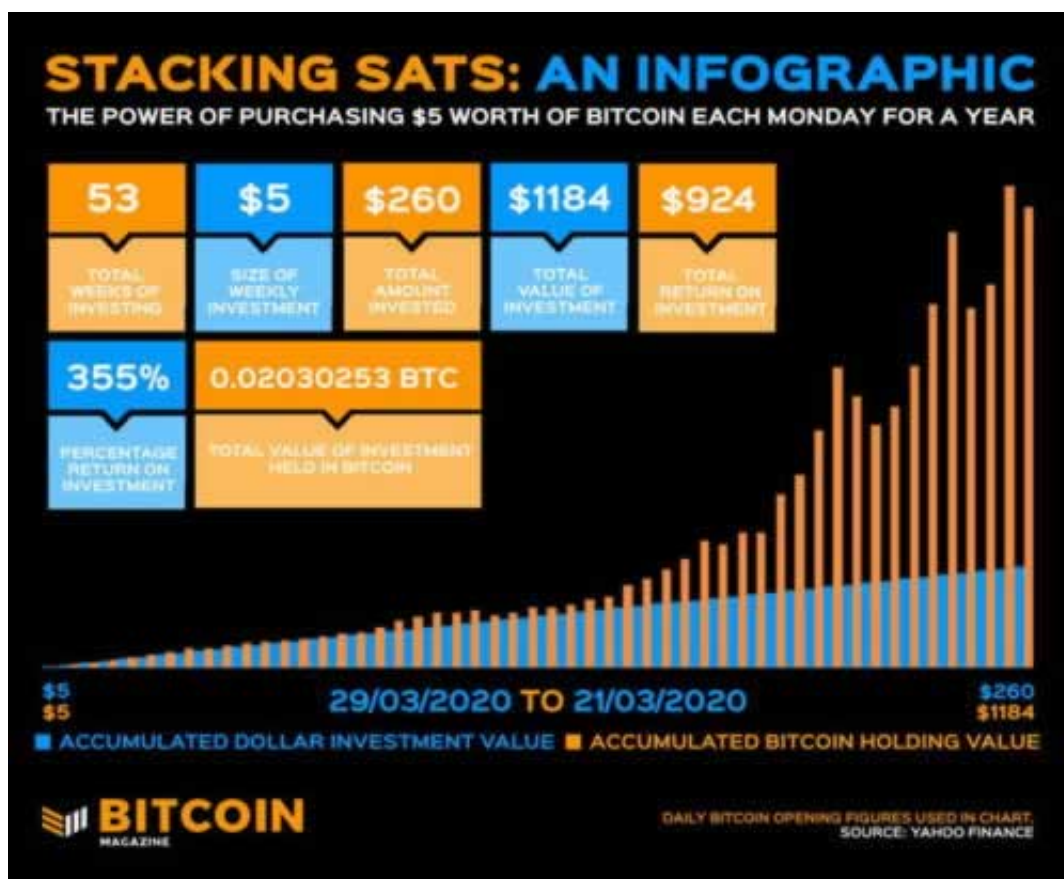 STACKING SATS: AN INFOGRAPHIC
THE POWER OF PURCHASING $5 WORTH OF BITCOIN EACH MONDAY FOR A YEAR
53
TOTAL
WEEKS OF
INVESTING
$5
SIZE OF
WEEKLY
INVESTMENT
$260
TOTAL
AMOUNT
INVESTED
$1184
TOTAL
VALUE OF
INVESTMENT
$924
TOTAL
RETURN ON
INVESTMENT
355%
PERCENTAGE
RETURN ON
INVESTMENT
0.02030253 BTC
TOTAL VALUE OF INVESTMENT
HELD IN BITCOIN
$5
$5
29/03/2020 TO 21/03/2020
$260
$1184
ACCUMULATED DOLLAR INVESTMENT VALUE ACCUMULATED BITCOIN HOLDING VALUE
BITCOIN
MAGAZINE
DAILY BITCOIN OPENING FIGURES USED IN CHART.
SOURCE: YAHOO FINANCE